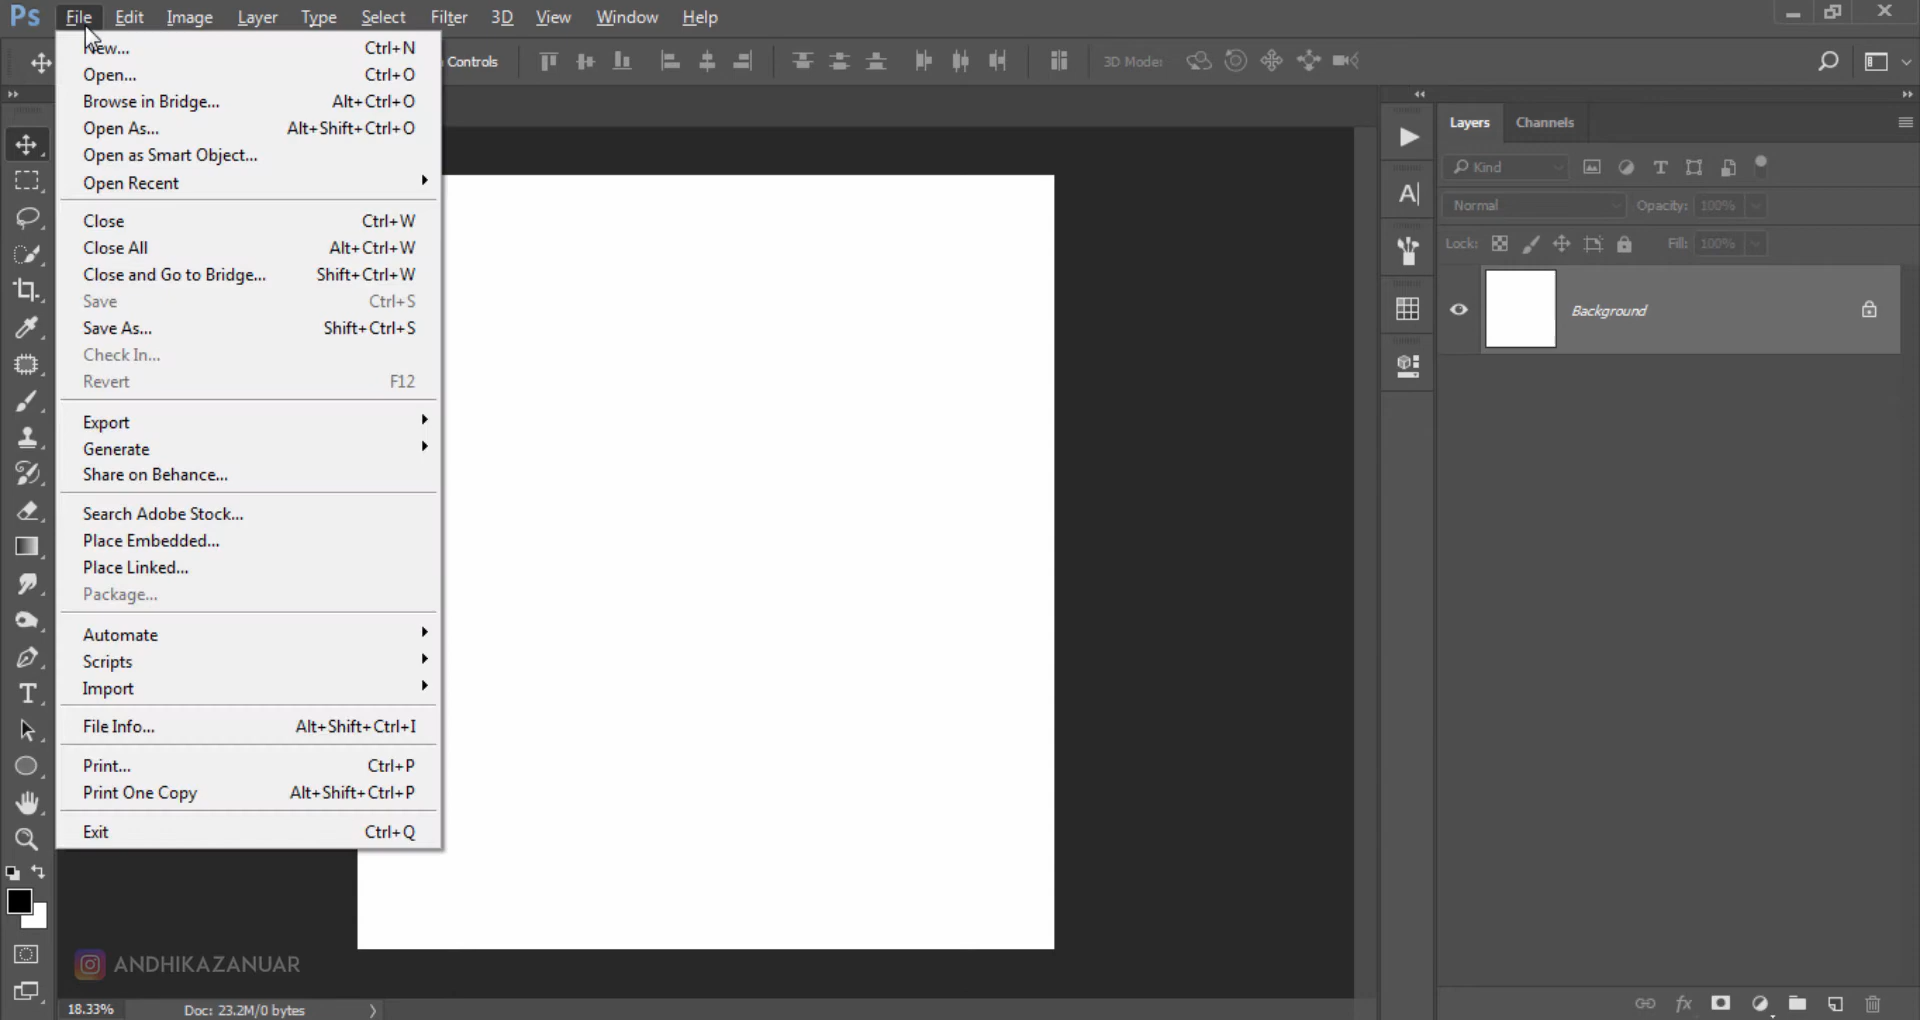 Ps File Edit Image Layer Type Select Filter 3D View Window Help
New... Ctrl+N
Open... Ctrl+O
Browse in Bridge... Alt+Ctrl+O
Open As... Alt+Shift+Ctrl+O
Open as Smart Object...
Open Recent
Close Ctrl+W
Close All Alt+Ctrl+W
Close and Go to Bridge... Shift+Ctrl+W
Save Ctrl+S
Save As... Shift+Ctrl+S
Check In...
Revert F12
Export
Generate
Share on Behance...
Search Adobe Stock...
Place Embedded...
Place Linked...
Package...
Automate
Scripts
Import
File Info... Alt+Shift+Ctrl+I
Print... Ctrl+P
Print One Copy Alt+Shift+Ctrl+P
Exit Ctrl+Q
Controls
3D Mode:
Layers Channels
Kind
Normal Opacity: 100%
Lock: Fill: 100%
Background
ANDHIKAZANUAR
18.33% Doc: 23.2M/0 bytes